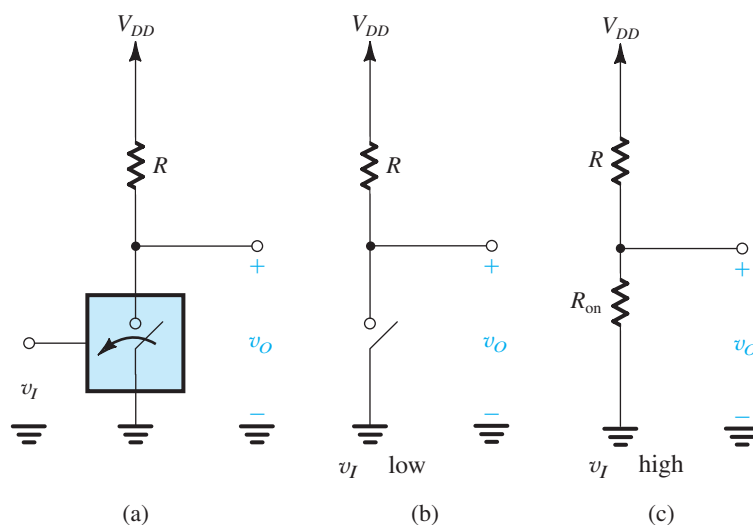 V_DD V_DD V_DD
R R R
+ + +
R_on
v_O v_O v_O
v_I
− − −
v_I low v_I high
(a) (b) (c)